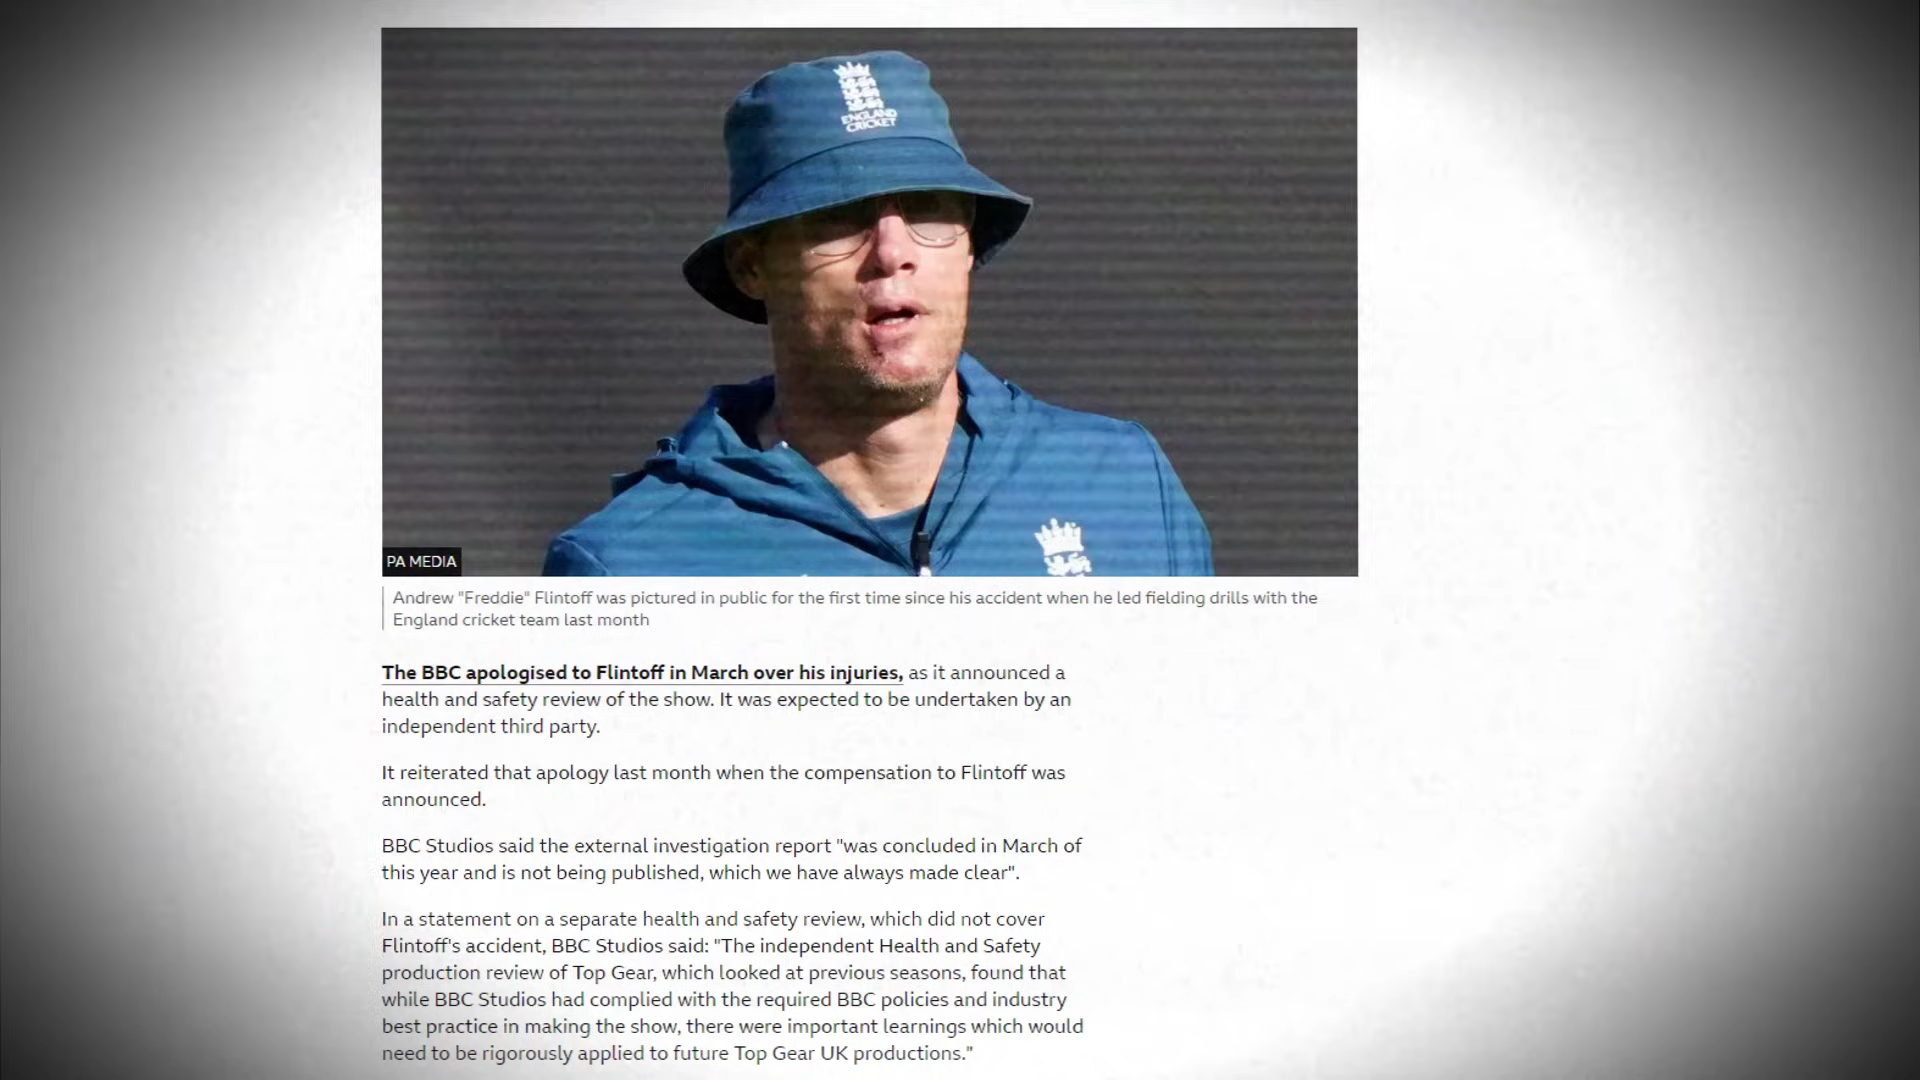 ENGLAND
CRICKET
PA MEDIA
Andrew "Freddie" Flintoff was pictured in public for the first time since his accident when he led fielding drills with the
England cricket team last month
The BBC apologised to Flintoff in March over his injuries, as it announced a
health and safety review of the show. It was expected to be undertaken by an
independent third party.
It reiterated that apology last month when the compensation to Flintoff was
announced.
BBC Studios said the external investigation report "was concluded in March of
this year and is not being published, which we have always made clear".
In a statement on a separate health and safety review, which did not cover
Flintoff's accident, BBC Studios said: "The independent Health and Safety
production review of Top Gear, which looked at previous seasons, found that
while BBC Studios had complied with the required BBC policies and industry
best practice in making the show, there were important learnings which would
need to be rigorously applied to future Top Gear UK productions."